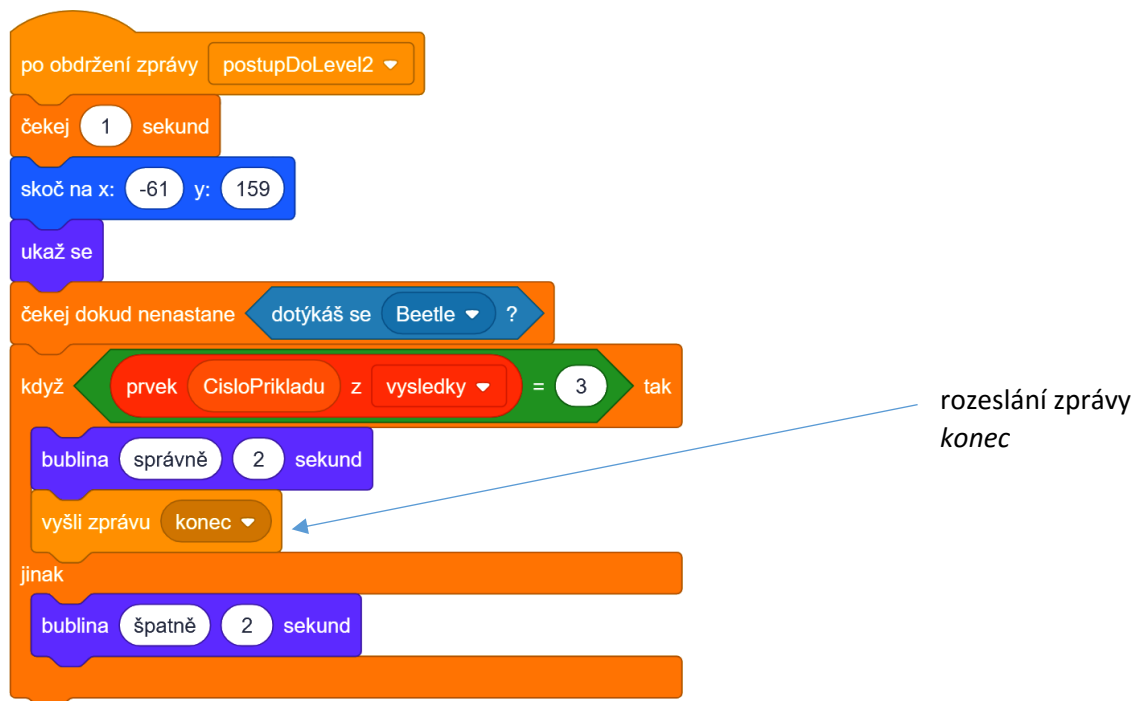 po obdržení zprávy postupDoLevel2
čekej 1 sekund
skoč na x: -61 y: 159
ukaž se
čekej dokud nenastane dotýkáš se Beetle ?
když prvek CisloPrikladu z vysledky = 3 tak
bublina správně 2 sekund
vyšli zprávu konec
jinak
bublina špatně 2 sekund
rozeslání zprávy
konec